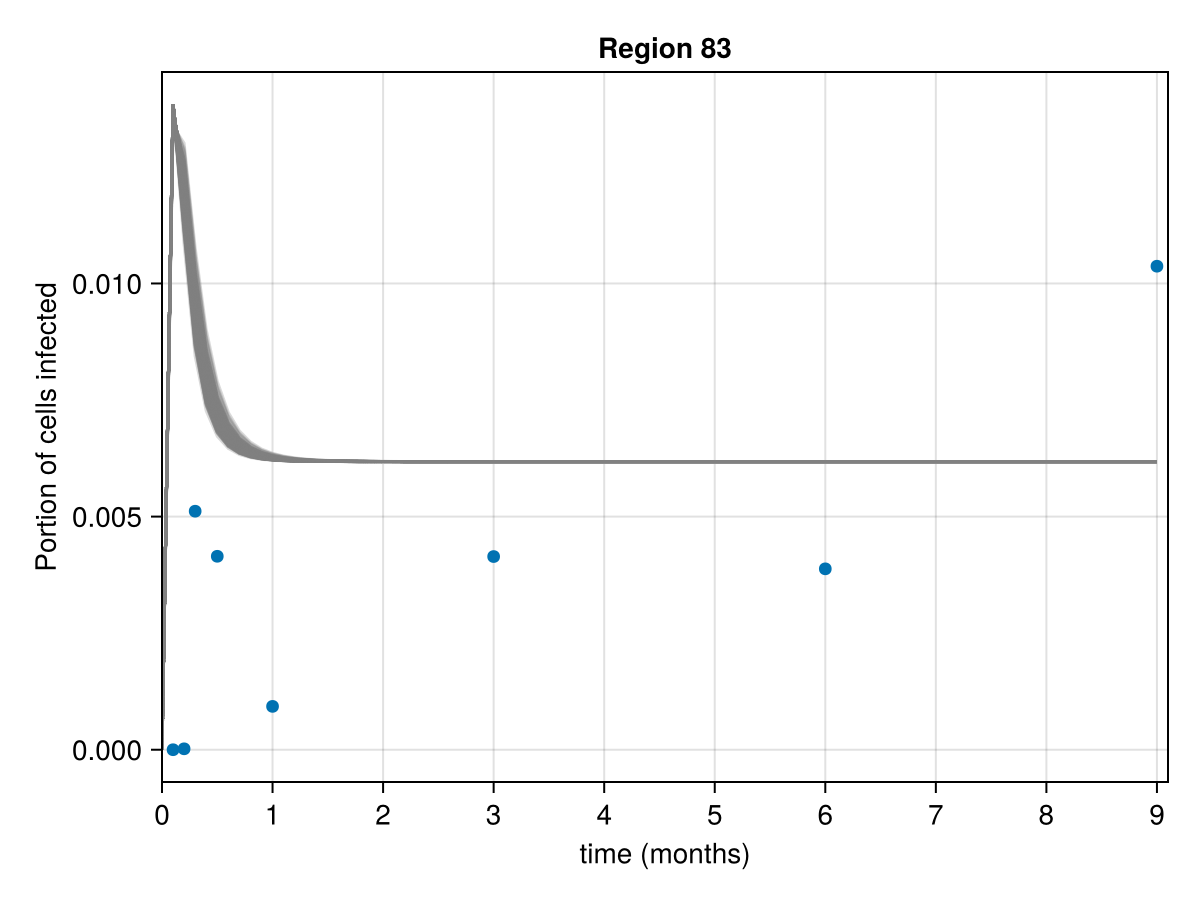 Region 83
Portion of cells infected
0.010
0.005
0.000
0 1 2 3 4 5 6 7 8 9
time (months)